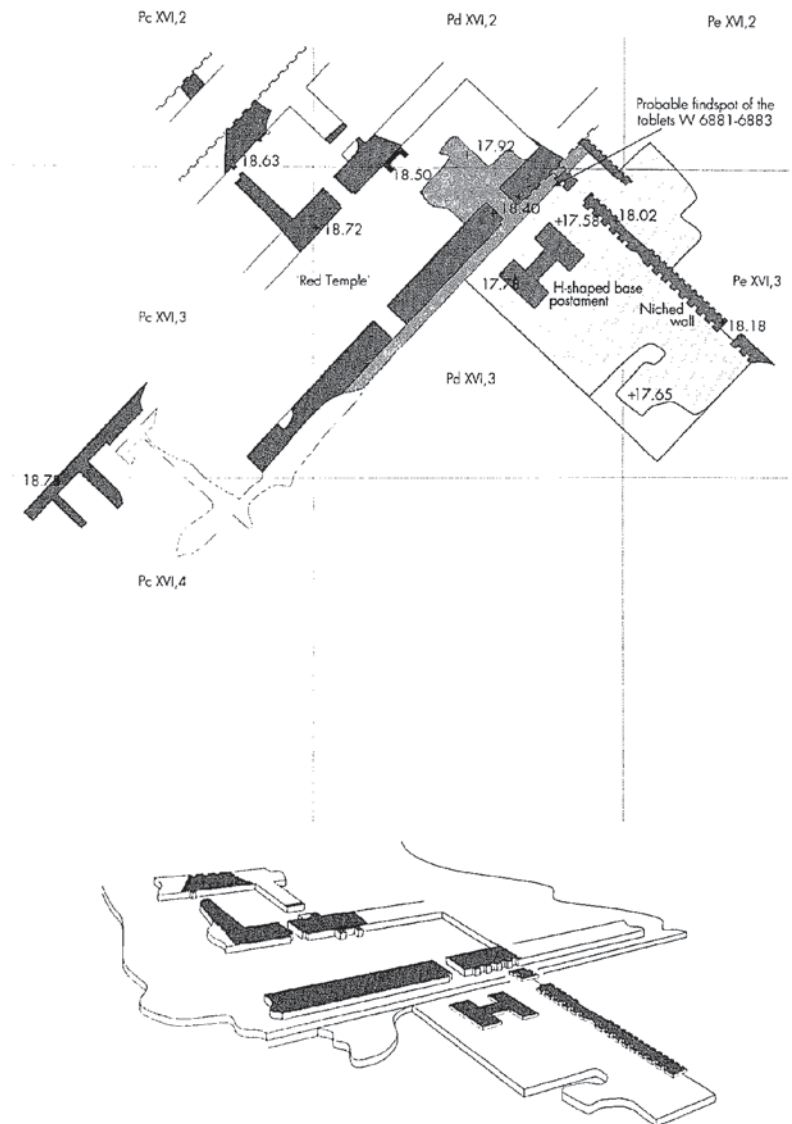 Pc XVI,2
Pd XVI,2
Pe XVI,2
Probable findspot of the
tablets W 6881-6883
17.92
18.63
18.50
18.40
+17.58
18.02
18.72
'Red Temple'
H-shaped base
postament
Niched
wall
Pe XVI,3
Pc XVI,3
18.18
Pd XVI,3
+17.65
Pc XVI,4